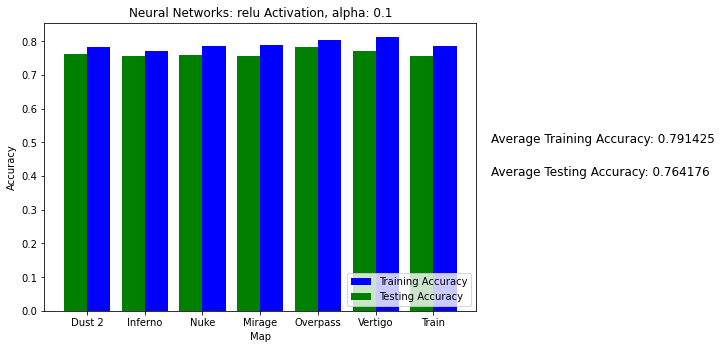 Neural Networks: relu Activation, alpha: 0.1
0.8
0.7
0.6
0.5
0.4
0.3
0.2
0.1
0.0
Accuracy
Dust 2 Inferno Nuke Mirage Overpass Vertigo Train
Map
Training Accuracy
Testing Accuracy
Average Training Accuracy: 0.791425
Average Testing Accuracy: 0.764176